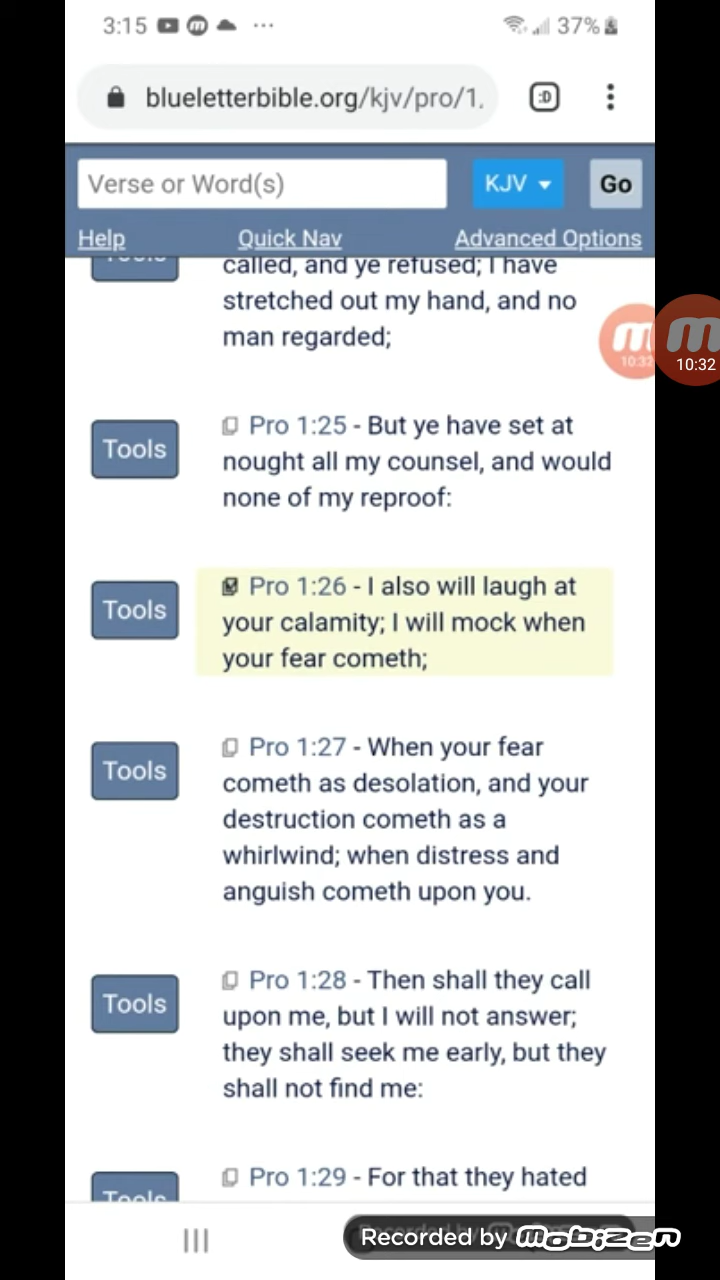 3:15 ... 37%
blueletterbible.org/kjv/pro/1.
:D
Verse or Word(s) KJV Go
Help Quick Nav Advanced Options
Tools called, and ye refused; I have
stretched out my hand, and no
man regarded;
m m
10:32 10:32
Tools Pro 1:25 - But ye have set at
nought all my counsel, and would
none of my reproof:
Tools Pro 1:26 - I also will laugh at
your calamity; I will mock when
your fear cometh;
Tools Pro 1:27 - When your fear
cometh as desolation, and your
destruction cometh as a
whirlwind; when distress and
anguish cometh upon you.
Tools Pro 1:28 - Then shall they call
upon me, but I will not answer;
they shall seek me early, but they
shall not find me:
Tools Pro 1:29 - For that they hated
Recorded by mobizen